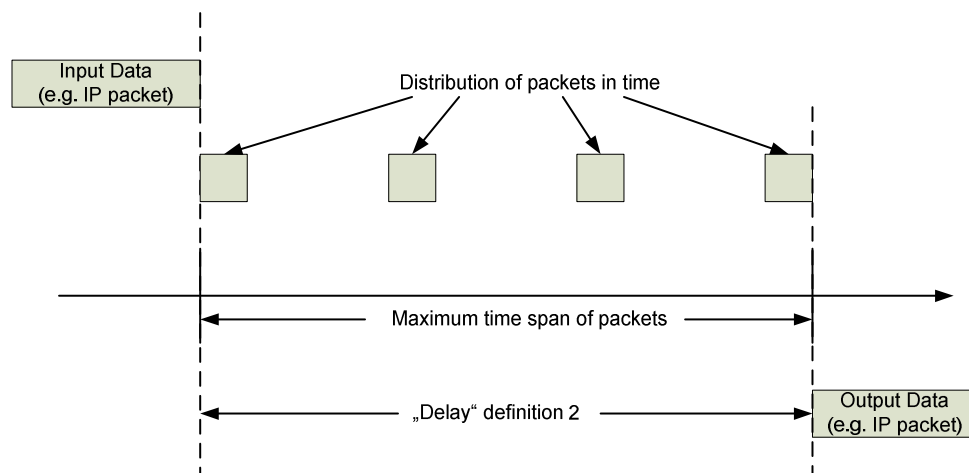 Input Data
(e.g. IP packet)
Distribution of packets in time
Maximum time span of packets
„Delay“ definition 2
Output Data
(e.g. IP packet)